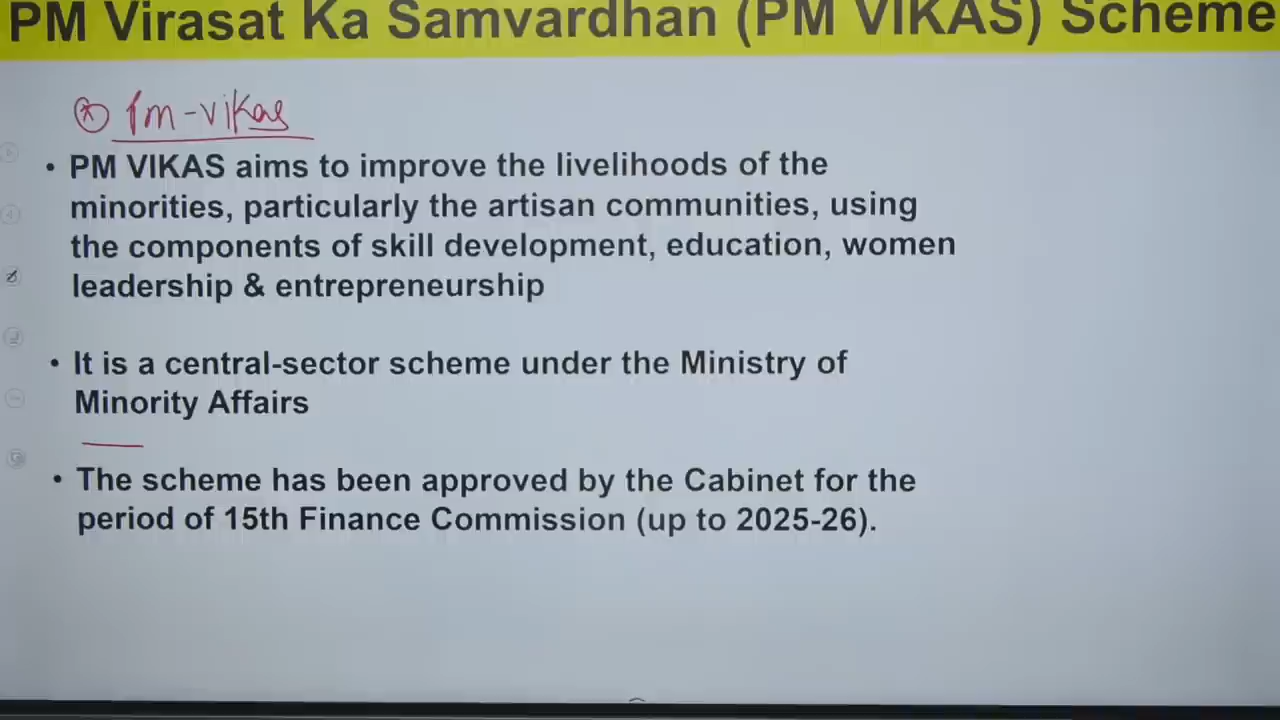 PM Virasat Ka Samvardhan (PM VIKAS) Scheme
Pm-vikas
• PM VIKAS aims to improve the livelihoods of the
minorities, particularly the artisan communities, using
the components of skill development, education, women
leadership & entrepreneurship
• It is a central-sector scheme under the Ministry of
Minority Affairs
• The scheme has been approved by the Cabinet for the
period of 15th Finance Commission (up to 2025-26).